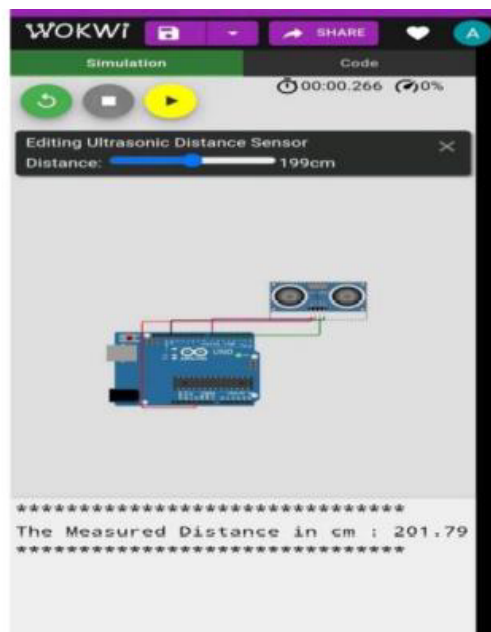 WOKWI
SHARE
A
Simulation Code
00:00.266 0%
Editing Ultrasonic Distance Sensor
Distance: 199cm
UNO
*******************************
The Measured Distance in cm : 201.79
*******************************